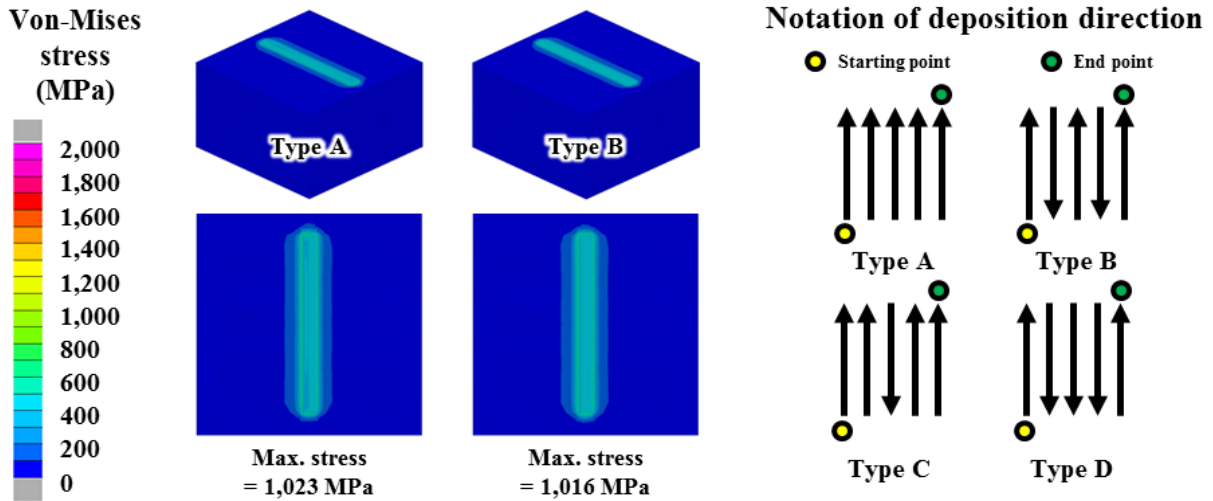 Von-Mises
stress
(MPa)
2,000
1,800
1,600
1,400
1,200
1,000
800
600
400
200
0
Type A
Type B
Max. stress
= 1,023 MPa
Max. stress
= 1,016 MPa
Notation of deposition direction
Starting point
End point
Type A
Type B
Type C
Type D